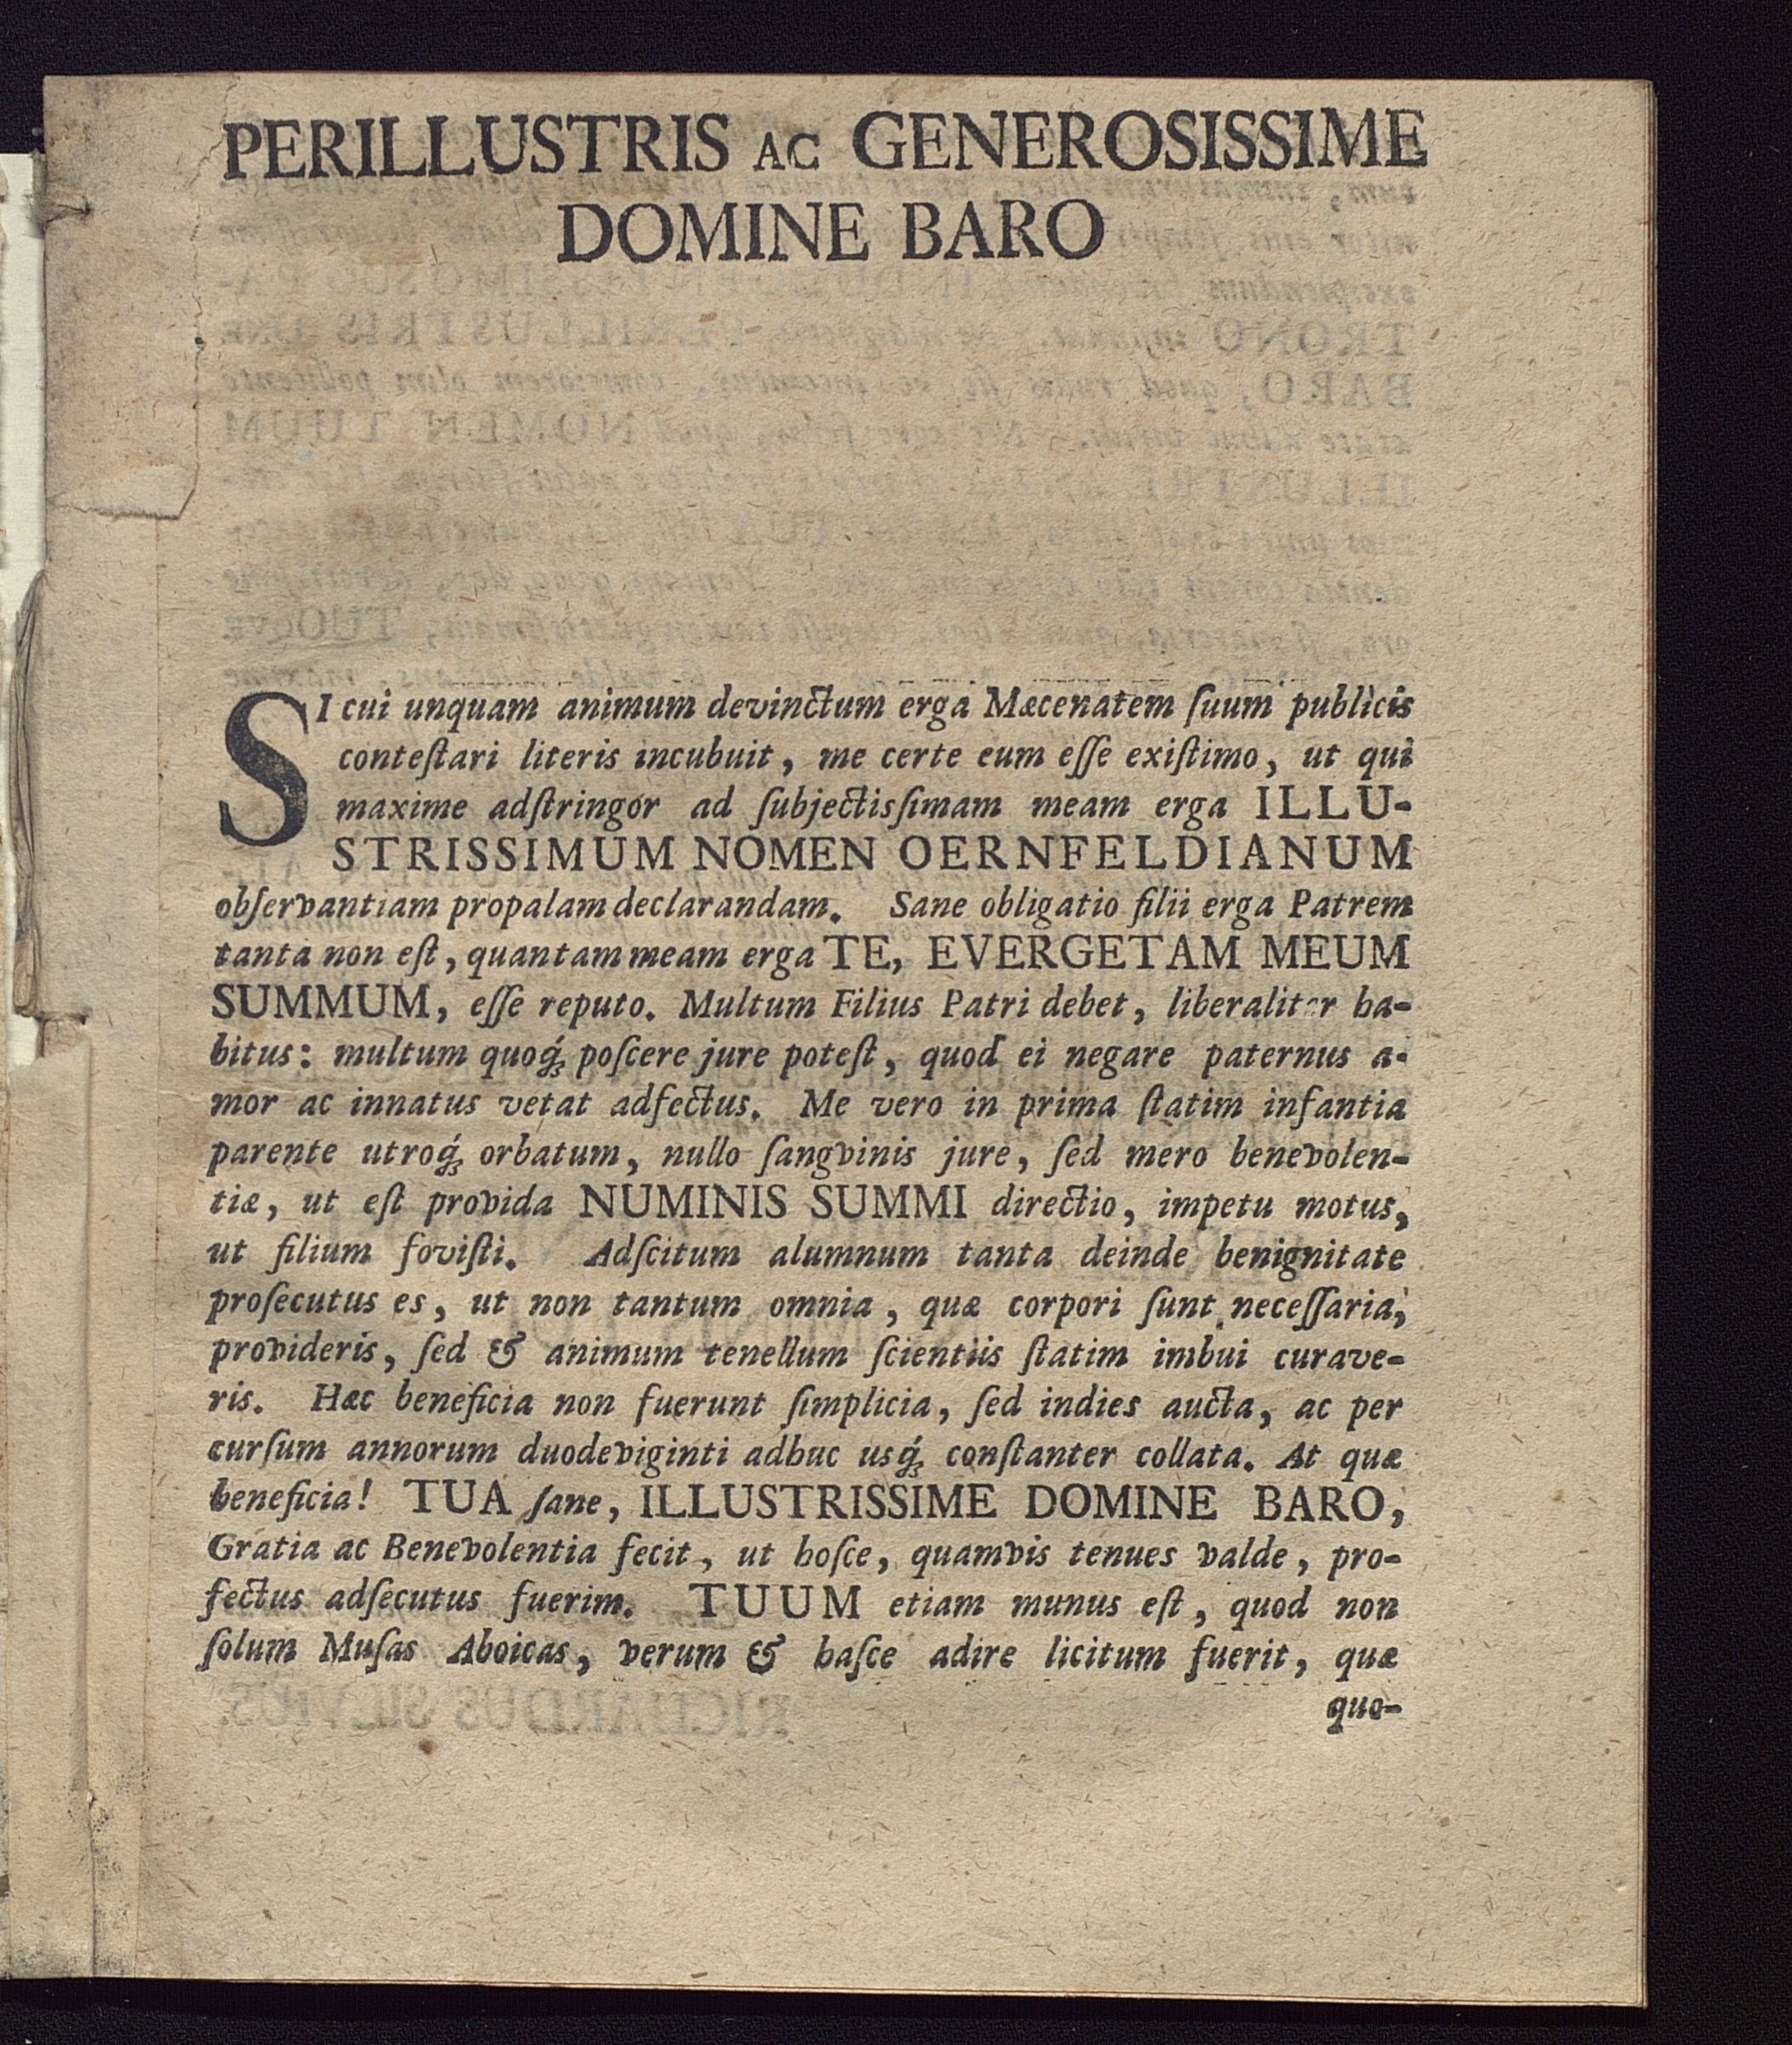 PERILLUSTRIS AC GENEROSISSIME
DOMINE BARO
SI cui unquam animum devinctum erga Mæcenatem ſuum publicis
conteſtari literis incubuit, me certe eum eſſe exiſtimo, ut qui
maxime adſtringor ad ſubjectisſimam meam erga ILLU-
STRISSIMUM NOMEN OERNFELDIANUM
obſervantiam propalam declarandam. Sane obligatio filii erga Patrem
tanta non eſt, quantam meam erga TE, EVERGETAM MEUM
SUMMUM, eſſe reputo. Multum Filius Patri debet, liberaliter ha-
bitus: multum quoq́ꝫ poſcere jure poteſt, quod ei negare paternus a-
mor ac innatus vetat adfectus. Me vero in prima ſtatim infantia
parente utroq́ꝫ orbatum, nullo ſangvinis jure, ſed mero benevolen-
tiæ, ut eſt provida NUMINIS SUMMI directio, impetu motus,
ut filium foviſti. Adſcitum alumnum tanta deinde benignitate
proſecutus es, ut non tantum omnia, quæ corpori ſunt neceſſaria,
provideris, ſed & animum tenellum ſcientiis ſtatim imbui curave-
ris. Hæc beneficia non fuerunt ſimplicia, ſed indies aucta, ac per
curſum annorum duodeviginti adhuc usq́ꝫ conſtanter collata. At quæ
beneficia! TUA ſane, ILLUSTRISSIME DOMINE BARO,
Gratia ac Benevolentia fecit, ut hoſce, quamvis tenues valde, pro-
fectus adſecutus fuerim. TUUM etiam munus eſt, quod non
ſolum Muſas Aboicas, verum & haſce adire licitum fuerit, quæ
quo-